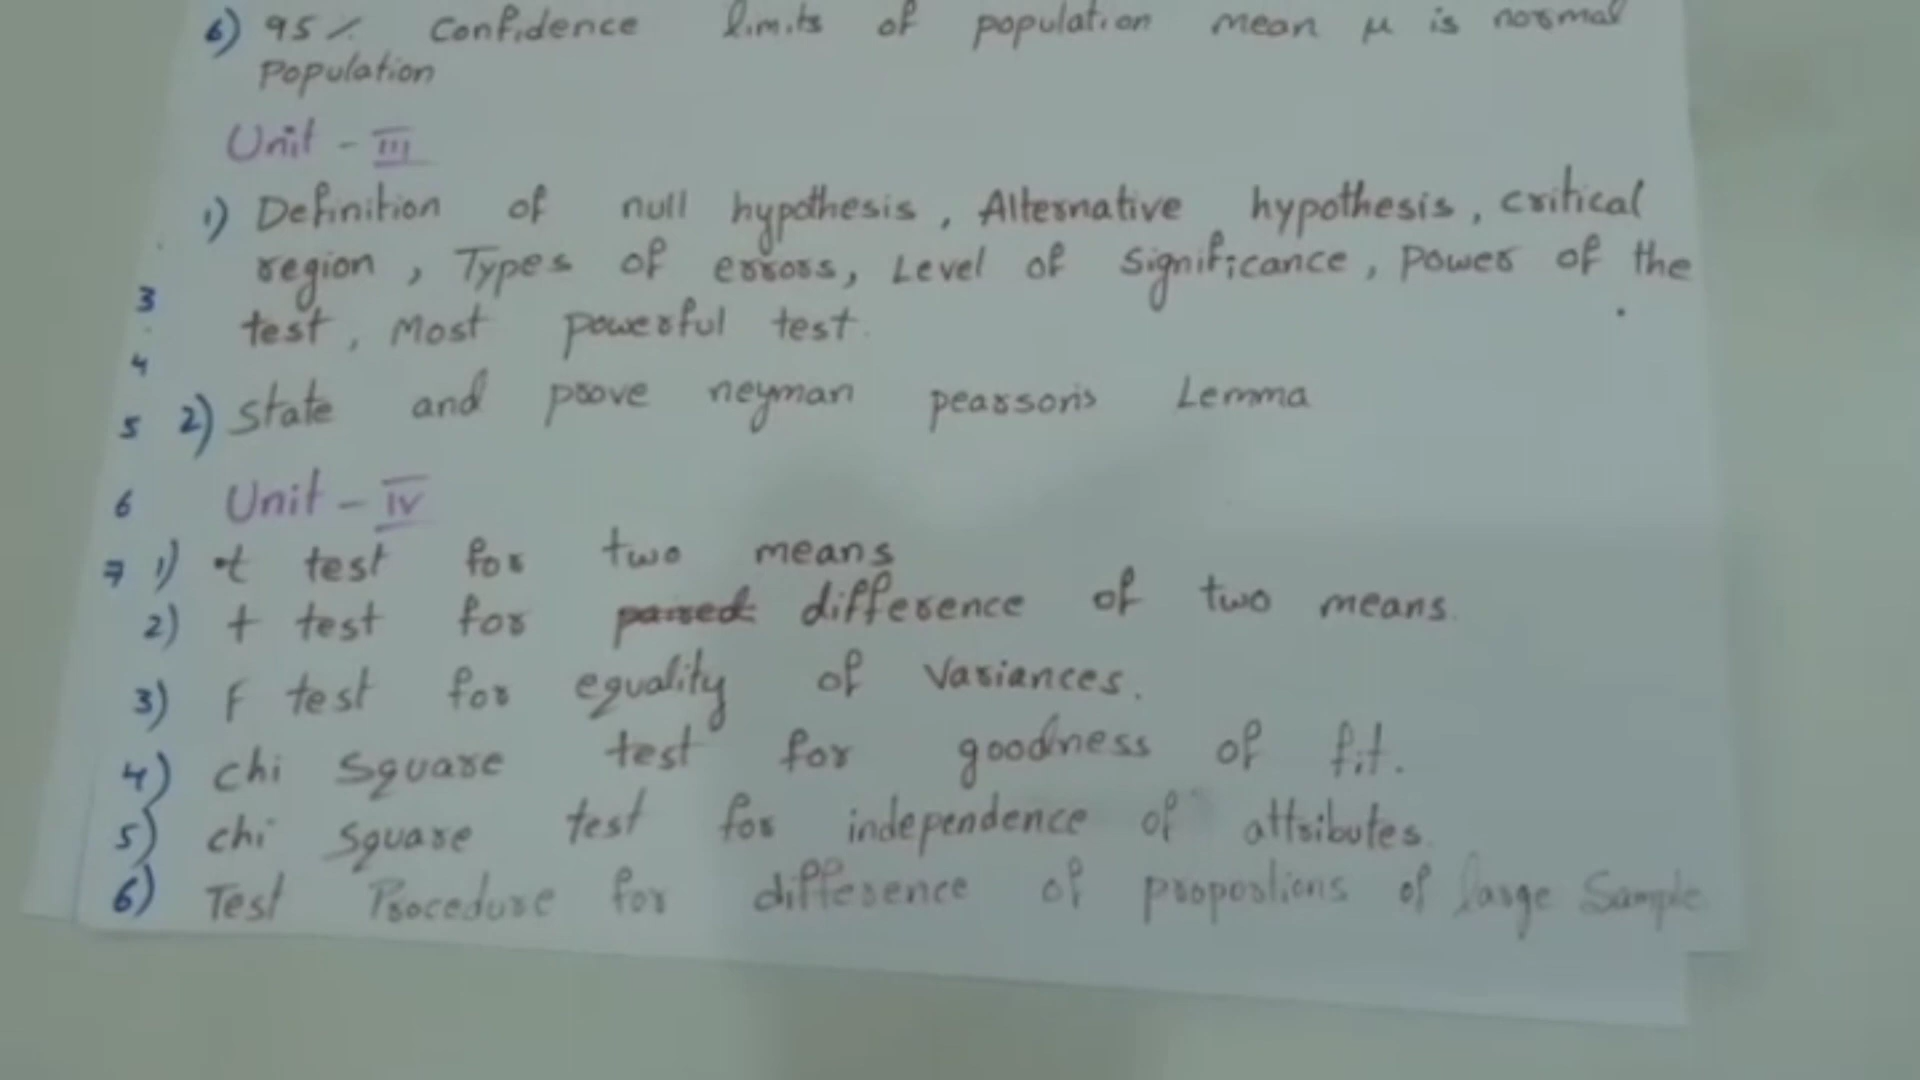 6) 95% Confidence limits of population mean μ is normal
Population
Unit - III
1) Definition of null hypothesis, Alternative hypothesis, critical
region, Types of errors, Level of significance, Power of the
test, Most powerful test.
2) State and prove neyman pearson's Lemma
Unit - IV
1) t test for two means
2) t test for paired difference of two means.
3) F test for equality of Variances.
4) chi square test for goodness of fit.
5) chi square test for independence of attributes.
6) Test Procedure for difference of proportions of large Sample
3
4
5
6
7